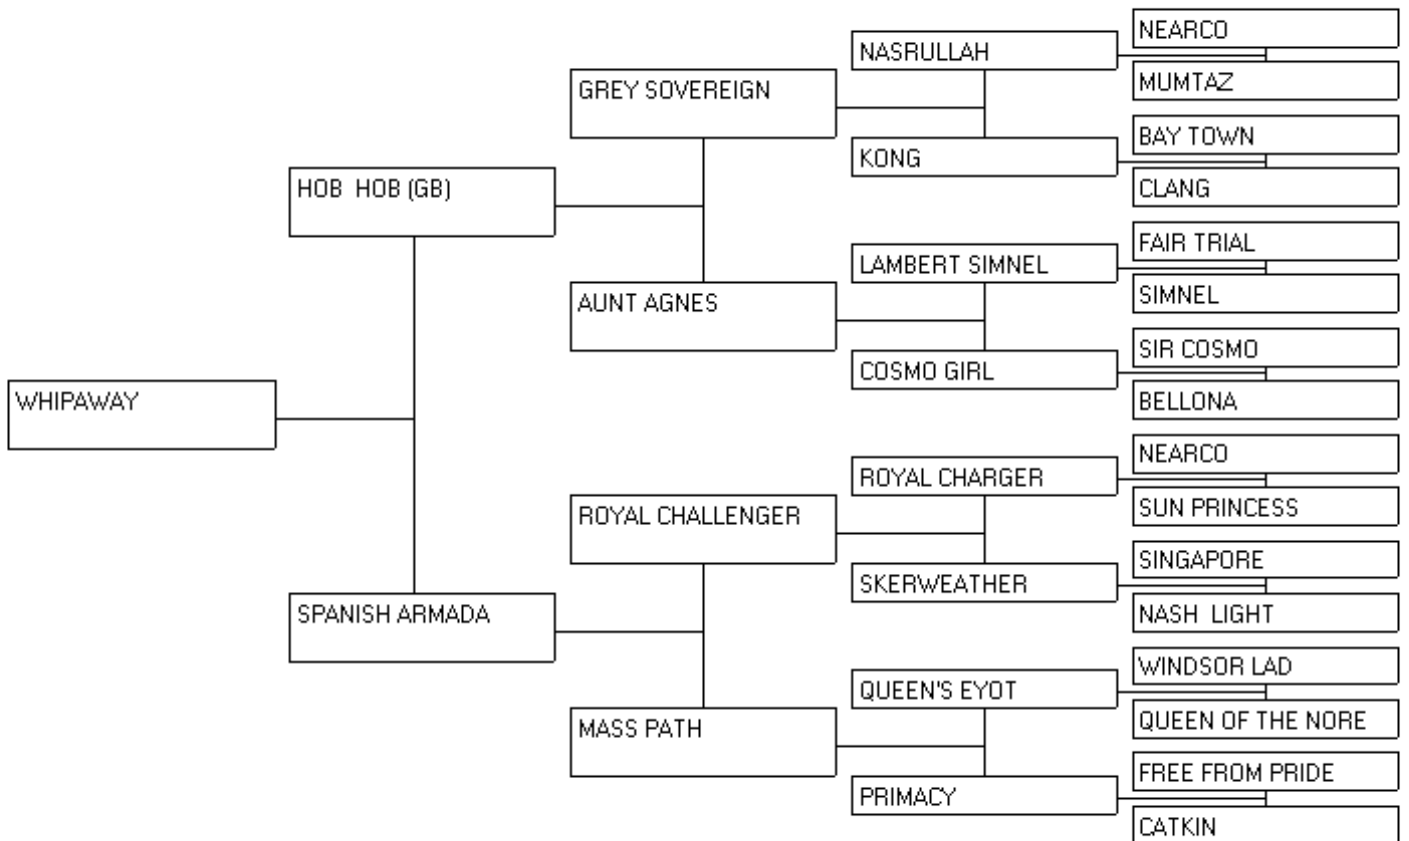 NEARCO
NASRULLAH
MUMTAZ
GREY SOVEREIGN
BAY TOWN
KONG
CLANG
HOB  HOB (GB)
FAIR TRIAL
LAMBERT SIMNEL
SIMNEL
AUNT AGNES
SIR COSMO
COSMO GIRL
BELLONA
WHIPAWAY
NEARCO
ROYAL CHARGER
SUN PRINCESS
ROYAL CHALLENGER
SINGAPORE
SKERWEATHER
NASH  LIGHT
SPANISH ARMADA
WINDSOR LAD
QUEEN'S EYOT
QUEEN OF THE NORE
MASS PATH
FREE FROM PRIDE
PRIMACY
CATKIN